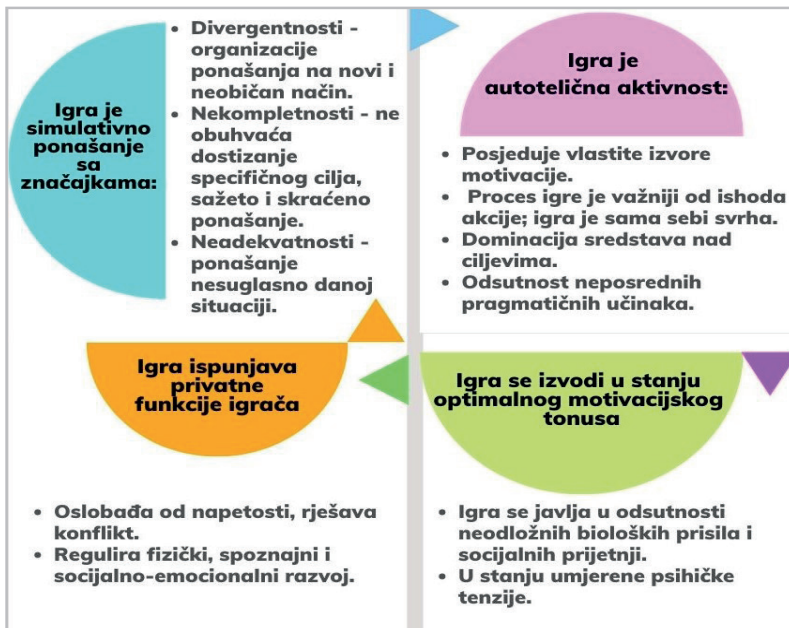 Igra je
simulativno
ponašanje
sa
značajkama:
• Divergentnosti -
organizacije
ponašanja na novi i
neobičan način.
• Nekompletnosti - ne
obuhvaća
dostizanje
specifičnog cilja,
sažeto i skraćeno
ponašanje.
• Neadekvatnosti -
ponašanje
nesuglasno danoj
situaciji.
Igra je
autotelična aktivnost:
• Posjeduje vlastite izvore
motivacije.
• Proces igre je važniji od ishoda
akcije; igra je sama sebi svrha.
• Dominacija sredstava nad
ciljevima.
• Odsutnost neposrednih
pragmatičnih učinaka.
Igra ispunjava
privatne
funkcije igrača
• Oslobađa od napetosti, rješava
konflikt.
• Regulira fizički, spoznajni i
socijalno-emocionalni razvoj.
Igra se izvodi u stanju
optimalnog motivacijskog
tonusa
• Igra se javlja u odsutnosti
neodložnih bioloških prisila i
socijalnih prijetnji.
• U stanju umjerene psihičke
tenzije.